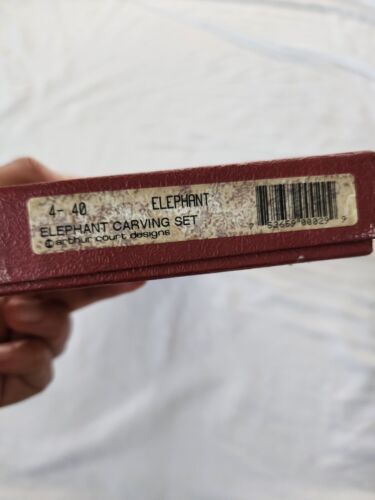 4- 40 ELEPHANT
ELEPHANT CARVING SET
arthur court designs